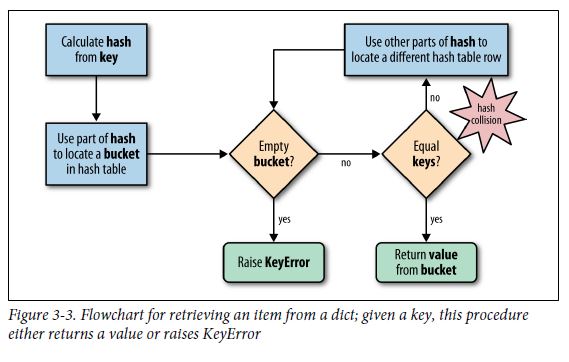 Calculate hash
from key
Use part of hash
to locate a bucket
in hash table
Empty
bucket?
no
yes
Raise KeyError
Use other parts of hash to
locate a different hash table row
no
hash
collision
Equal
keys?
yes
Return value
from bucket
Figure 3-3. Flowchart for retrieving an item from a dict; given a key, this procedure
either returns a value or raises KeyError